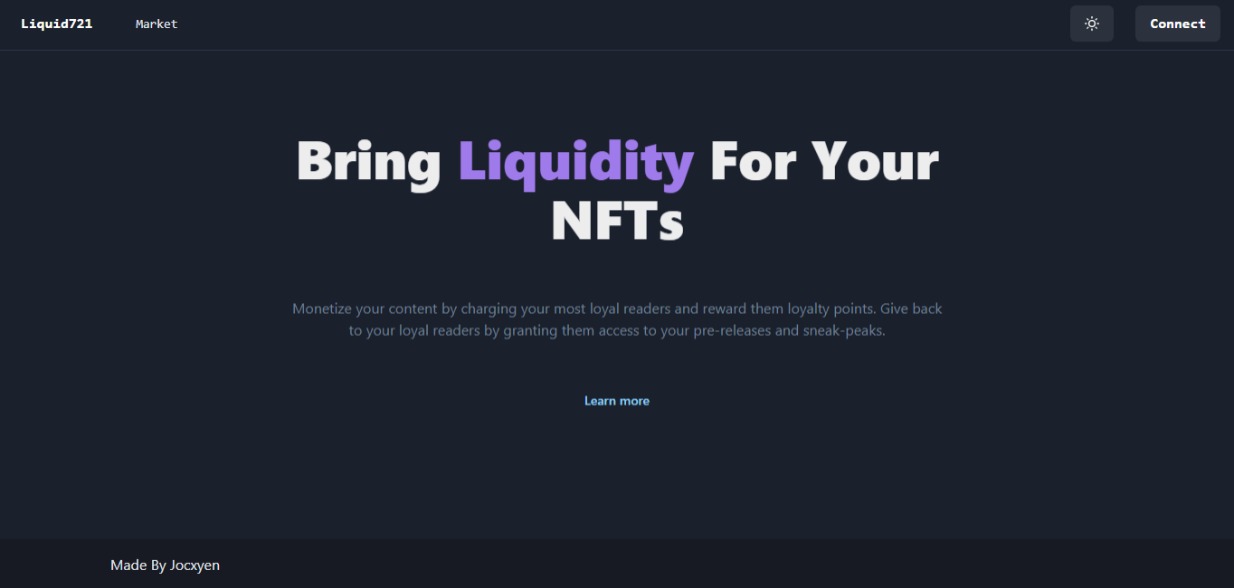 Liquid721
Market
Connect
Bring Liquidity For Your
NFTs
Monetize your content by charging your most loyal readers and reward them loyalty points. Give back
to your loyal readers by granting them access to your pre-releases and sneak-peaks.
Learn more
Made By Jocxyen